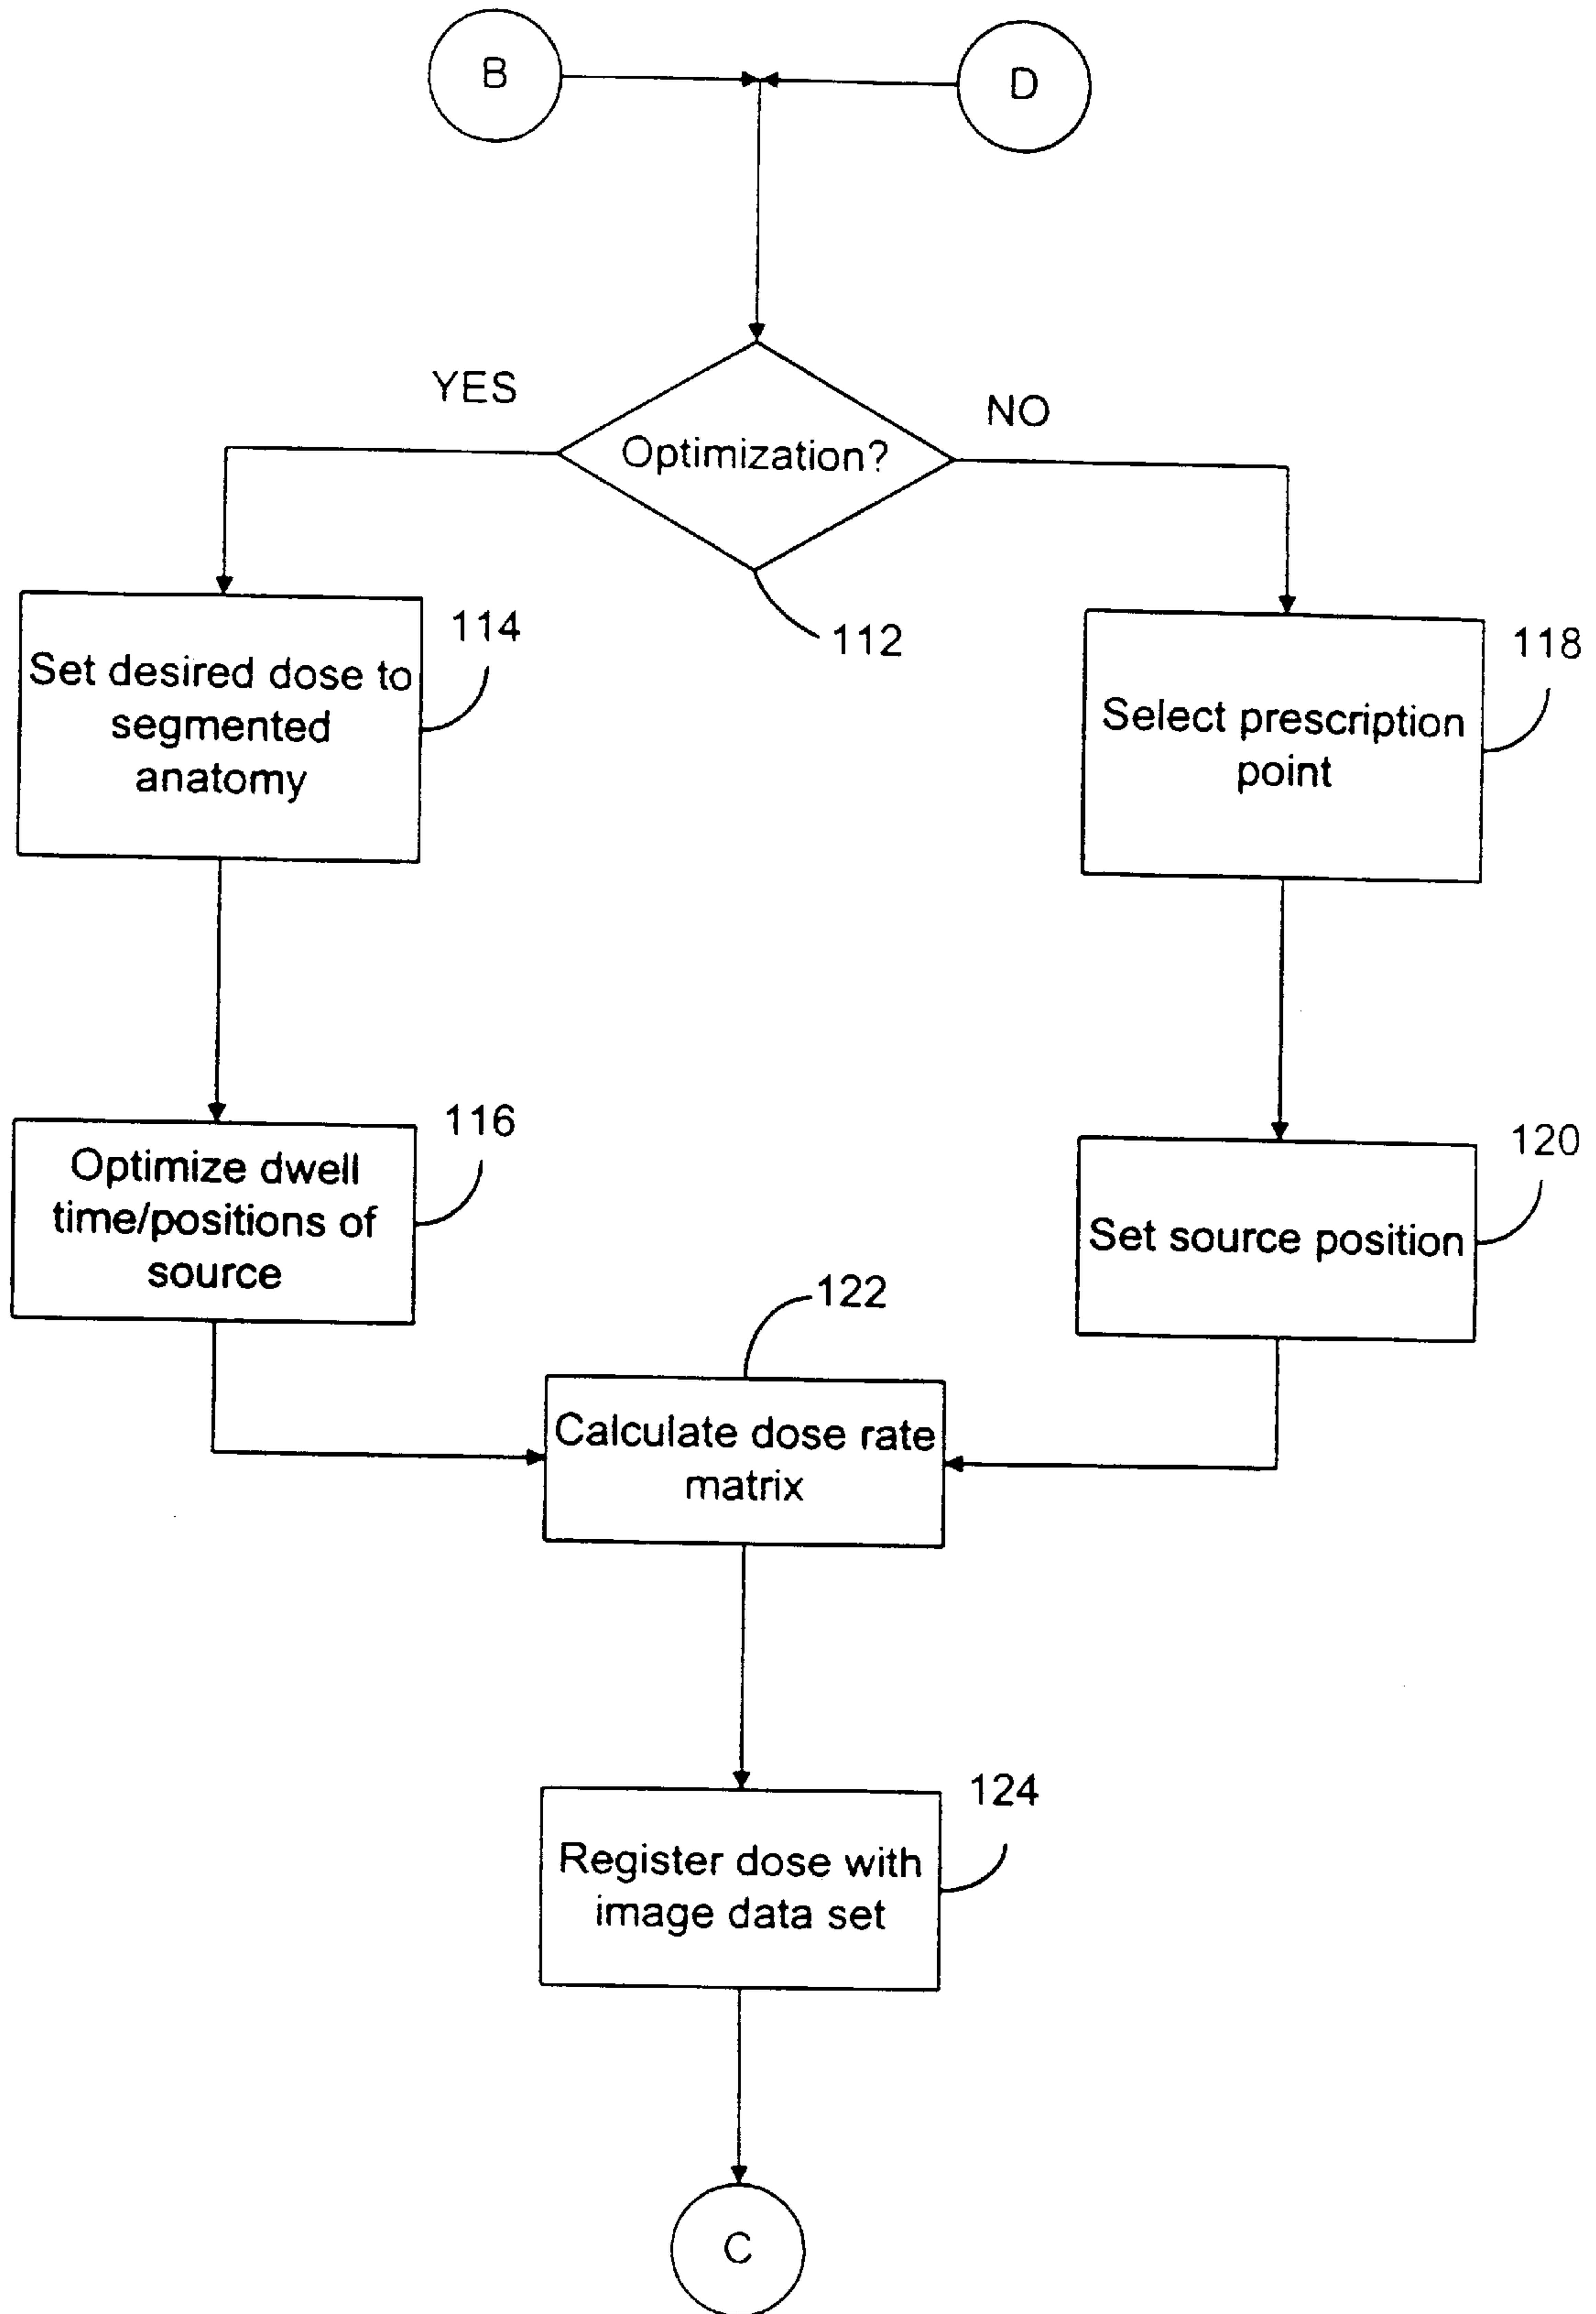 B
D
YES
NO
Optimization?
112
114
Set desired dose to
segmented
anatomy
118
Select prescription
point
116
Optimize dwell
time/positions of
source
120
Set source position
122
Calculate dose rate
matrix
124
Register dose with
image data set
C